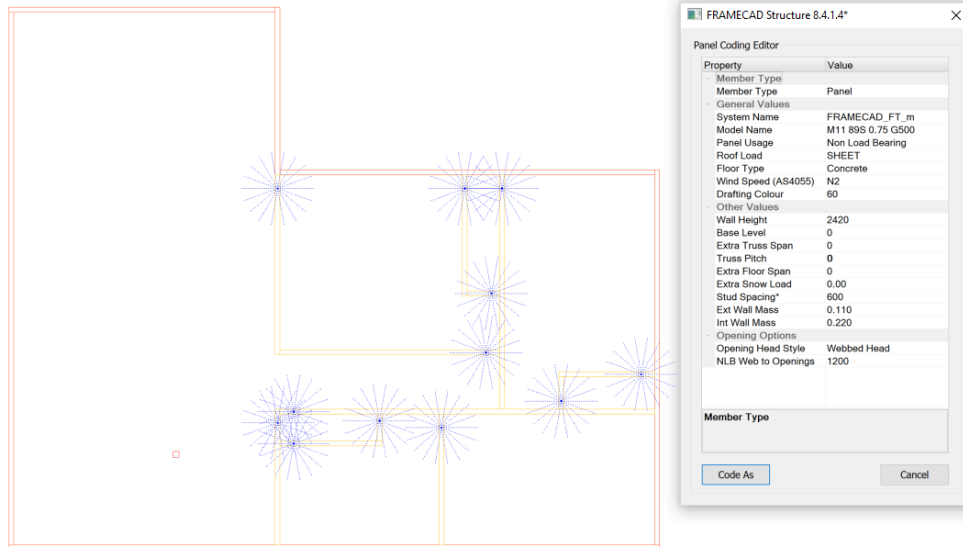 FRAMECAD Structure 8.4.1.4*
Panel Coding Editor
Property Value
Member Type
Member Type Panel
General Values
System Name FRAMECAD_FT_m
Model Name M11 89S 0.75 G500
Panel Usage Non Load Bearing
Roof Load SHEET
Floor Type Concrete
Wind Speed (AS4055) N2
Drafting Colour 60
Other Values
Wall Height 2420
Base Level 0
Extra Truss Span 0
Truss Pitch 0
Extra Floor Span 0
Extra Snow Load 0.00
Stud Spacing* 600
Ext Wall Mass 0.110
Int Wall Mass 0.220
Opening Options
Opening Head Style Webbed Head
NLB Web to Openings 1200
Member Type
Code As Cancel